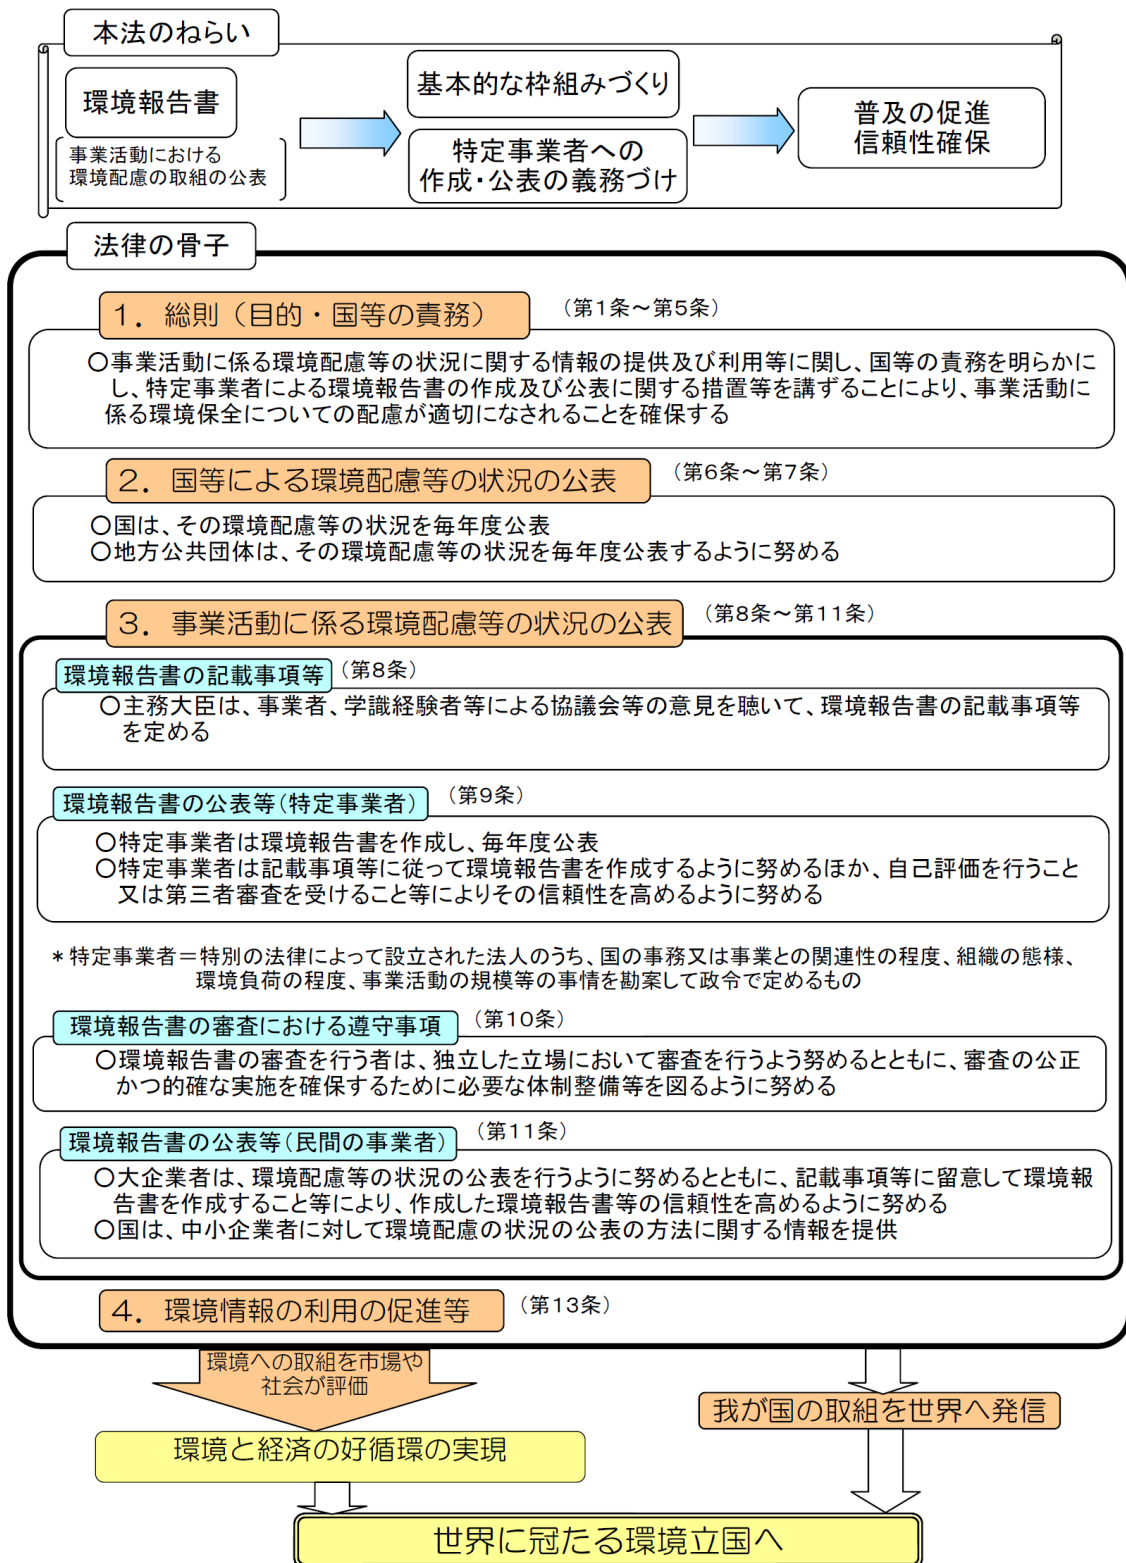 本法のねらい
環境報告書
事業活動における
環境配慮の取組の公表
基本的な枠組みづくり
特定事業者への
作成・公表の義務づけ
普及の促進
信頼性確保
法律の骨子
1．総則（目的・国等の責務）　（第1条～第5条）
○事業活動に係る環境配慮等の状況に関する情報の提供及び利用等に関し、国等の責務を明らかに
し、特定事業者による環境報告書の作成及び公表に関する措置等を講ずることにより、事業活動に
係る環境保全についての配慮が適切になされることを確保する
2．国等による環境配慮等の状況の公表　（第6条～第7条）
○国は、その環境配慮等の状況を毎年度公表
○地方公共団体は、その環境配慮等の状況を毎年度公表するように努める
3．事業活動に係る環境配慮等の状況の公表　（第8条～第11条）
環境報告書の記載事項等　（第8条）
○主務大臣は、事業者、学識経験者等による協議会等の意見を聴いて、環境報告書の記載事項等
を定める
環境報告書の公表等（特定事業者）　（第9条）
○特定事業者は環境報告書を作成し、毎年度公表
○特定事業者は記載事項等に従って環境報告書を作成するように努めるほか、自己評価を行うこと
又は第三者審査を受けること等によりその信頼性を高めるように努める
＊特定事業者＝特別の法律によって設立された法人のうち、国の事務又は事業との関連性の程度、組織の態様、
環境負荷の程度、事業活動の規模等の事情を勘案して政令で定めるもの
環境報告書の審査における遵守事項　（第10条）
○環境報告書の審査を行う者は、独立した立場において審査を行うよう努めるとともに、審査の公正
かつ的確な実施を確保するために必要な体制整備等を図るように努める
環境報告書の公表等（民間の事業者）　（第11条）
○大企業者は、環境配慮等の状況の公表を行うように努めるとともに、記載事項等に留意して環境報
告書を作成すること等により、作成した環境報告書等の信頼性を高めるように努める
○国は、中小企業者に対して環境配慮の状況の公表の方法に関する情報を提供
4．環境情報の利用の促進等　（第13条）
環境への取組を市場や
社会が評価
我が国の取組を世界へ発信
環境と経済の好循環の実現
世界に冠たる環境立国へ